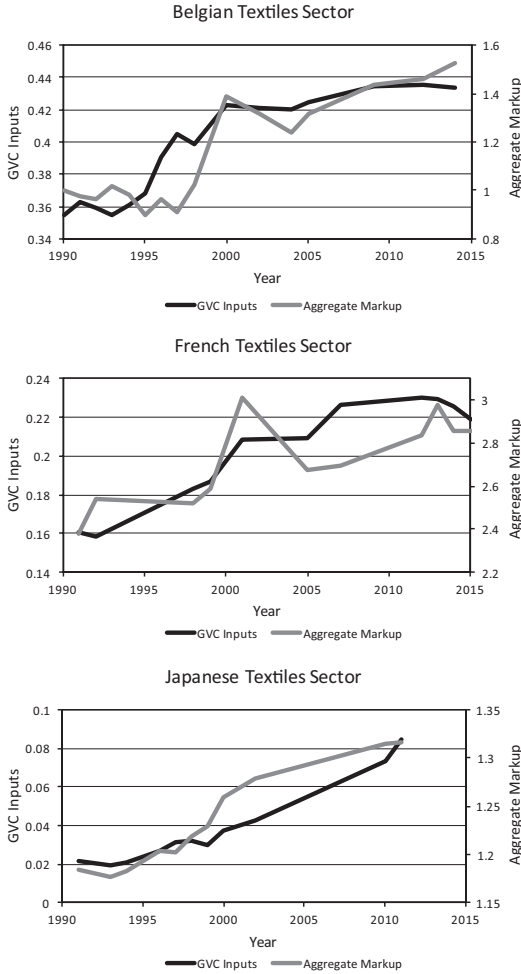 Belgian Textiles Sector
0.46 1.6
0.44 1.4
0.42
0.4 1.2
0.38 1
0.36
0.34 0.8
GVC Inputs
Aggregate Markup
1990 1995 2000 2005 2010 2015
Year
GVC Inputs Aggregate Markup
French Textiles Sector
0.24
0.22 3
0.2 2.8
0.18 2.6
0.16 2.4
0.14 2.2
GVC Inputs
Aggregate Markup
1990 1995 2000 2005 2010 2015
Year
GVC Inputs Aggregate Markup
Japanese Textiles Sector
0.1 1.35
0.08 1.3
0.06 1.25
0.04 1.2
0.02
0 1.15
GVC Inputs
Aggregate Markup
1990 1995 2000 2005 2010 2015
Year
GVC Inputs Aggregate Markup